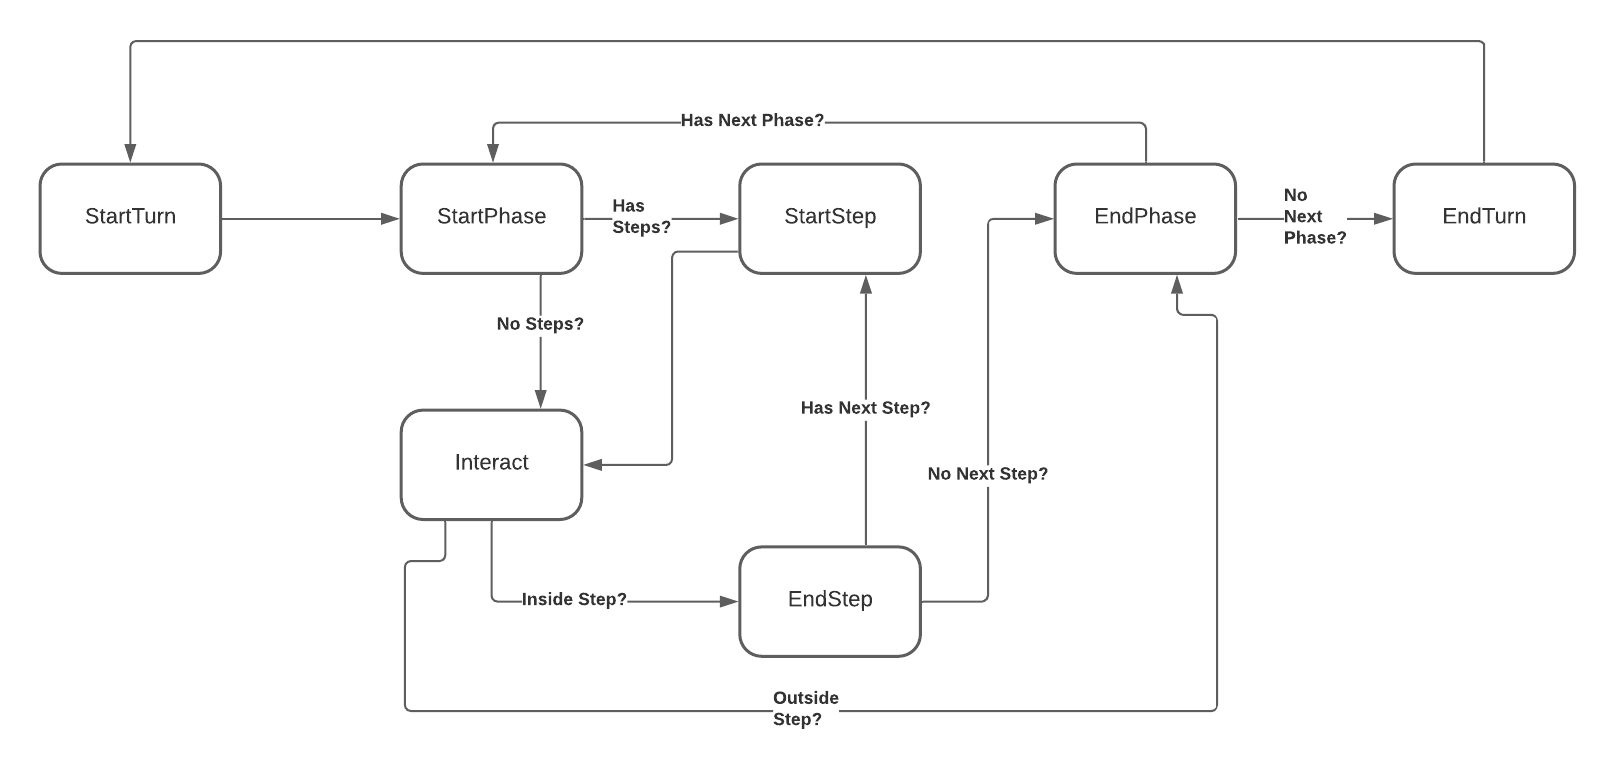 Has Next Phase?
StartTurn
StartPhase
Has
Steps?
StartStep
EndPhase
No
Next
Phase?
EndTurn
No Steps?
Has Next Step?
Interact
No Next Step?
Inside Step?
EndStep
Outside
Step?